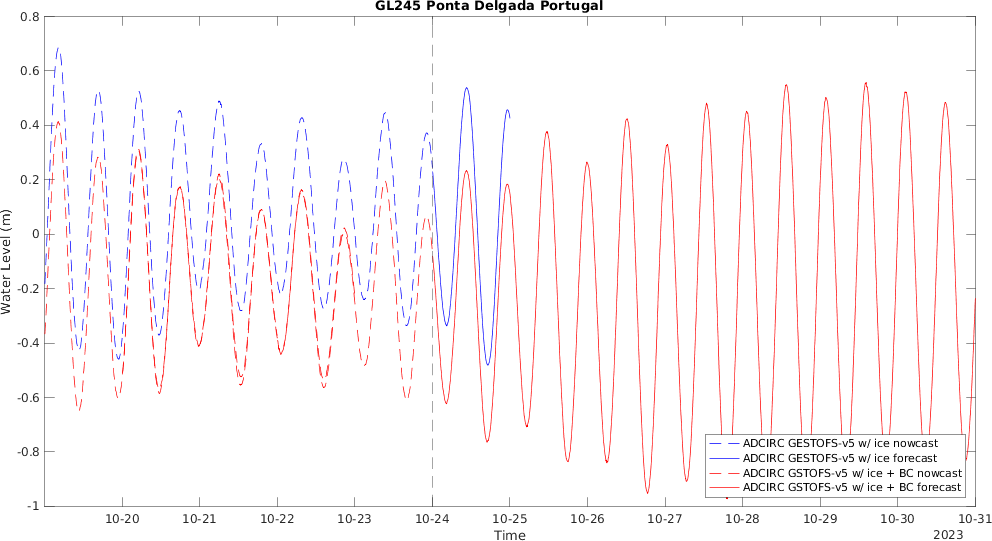 GL245 Ponta Delgada Portugal
0.8
0.6
0.4
0.2
0
-0.2
-0.4
-0.6
-0.8
-1
Water Level (m)
ADCIRC GESTOFS-v5 w/ ice nowcast
ADCIRC GESTOFS-v5 w/ ice forecast
ADCIRC GSTOFS-v5 w/ ice + BC nowcast
ADCIRC GSTOFS-v5 w/ ice + BC forecast
10-20 10-21 10-22 10-23 10-24 10-25 10-26 10-27 10-28 10-29 10-30 10-31
Time
2023